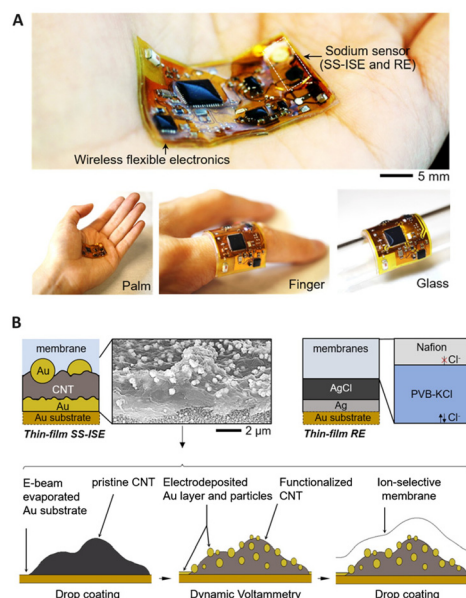 A
Sodium sensor
(SS-ISE and RE)
Wireless flexible electronics
5 mm
Palm
Finger
Glass
B
membrane
Au
CNT
Au
Au substrate
Thin-film SS-ISE
2 μm
membranes
AgCl
Ag
Au substrate
Thin-film RE
Nafion
Cl-
PVB-KCl
Cl-
E-beam
evaporated
Au substrate
pristine CNT
Electrodeposited
Au layer and particles
Functionalized
CNT
Ion-selective
membrane
Drop coating
Dynamic Voltammetry
Drop coating